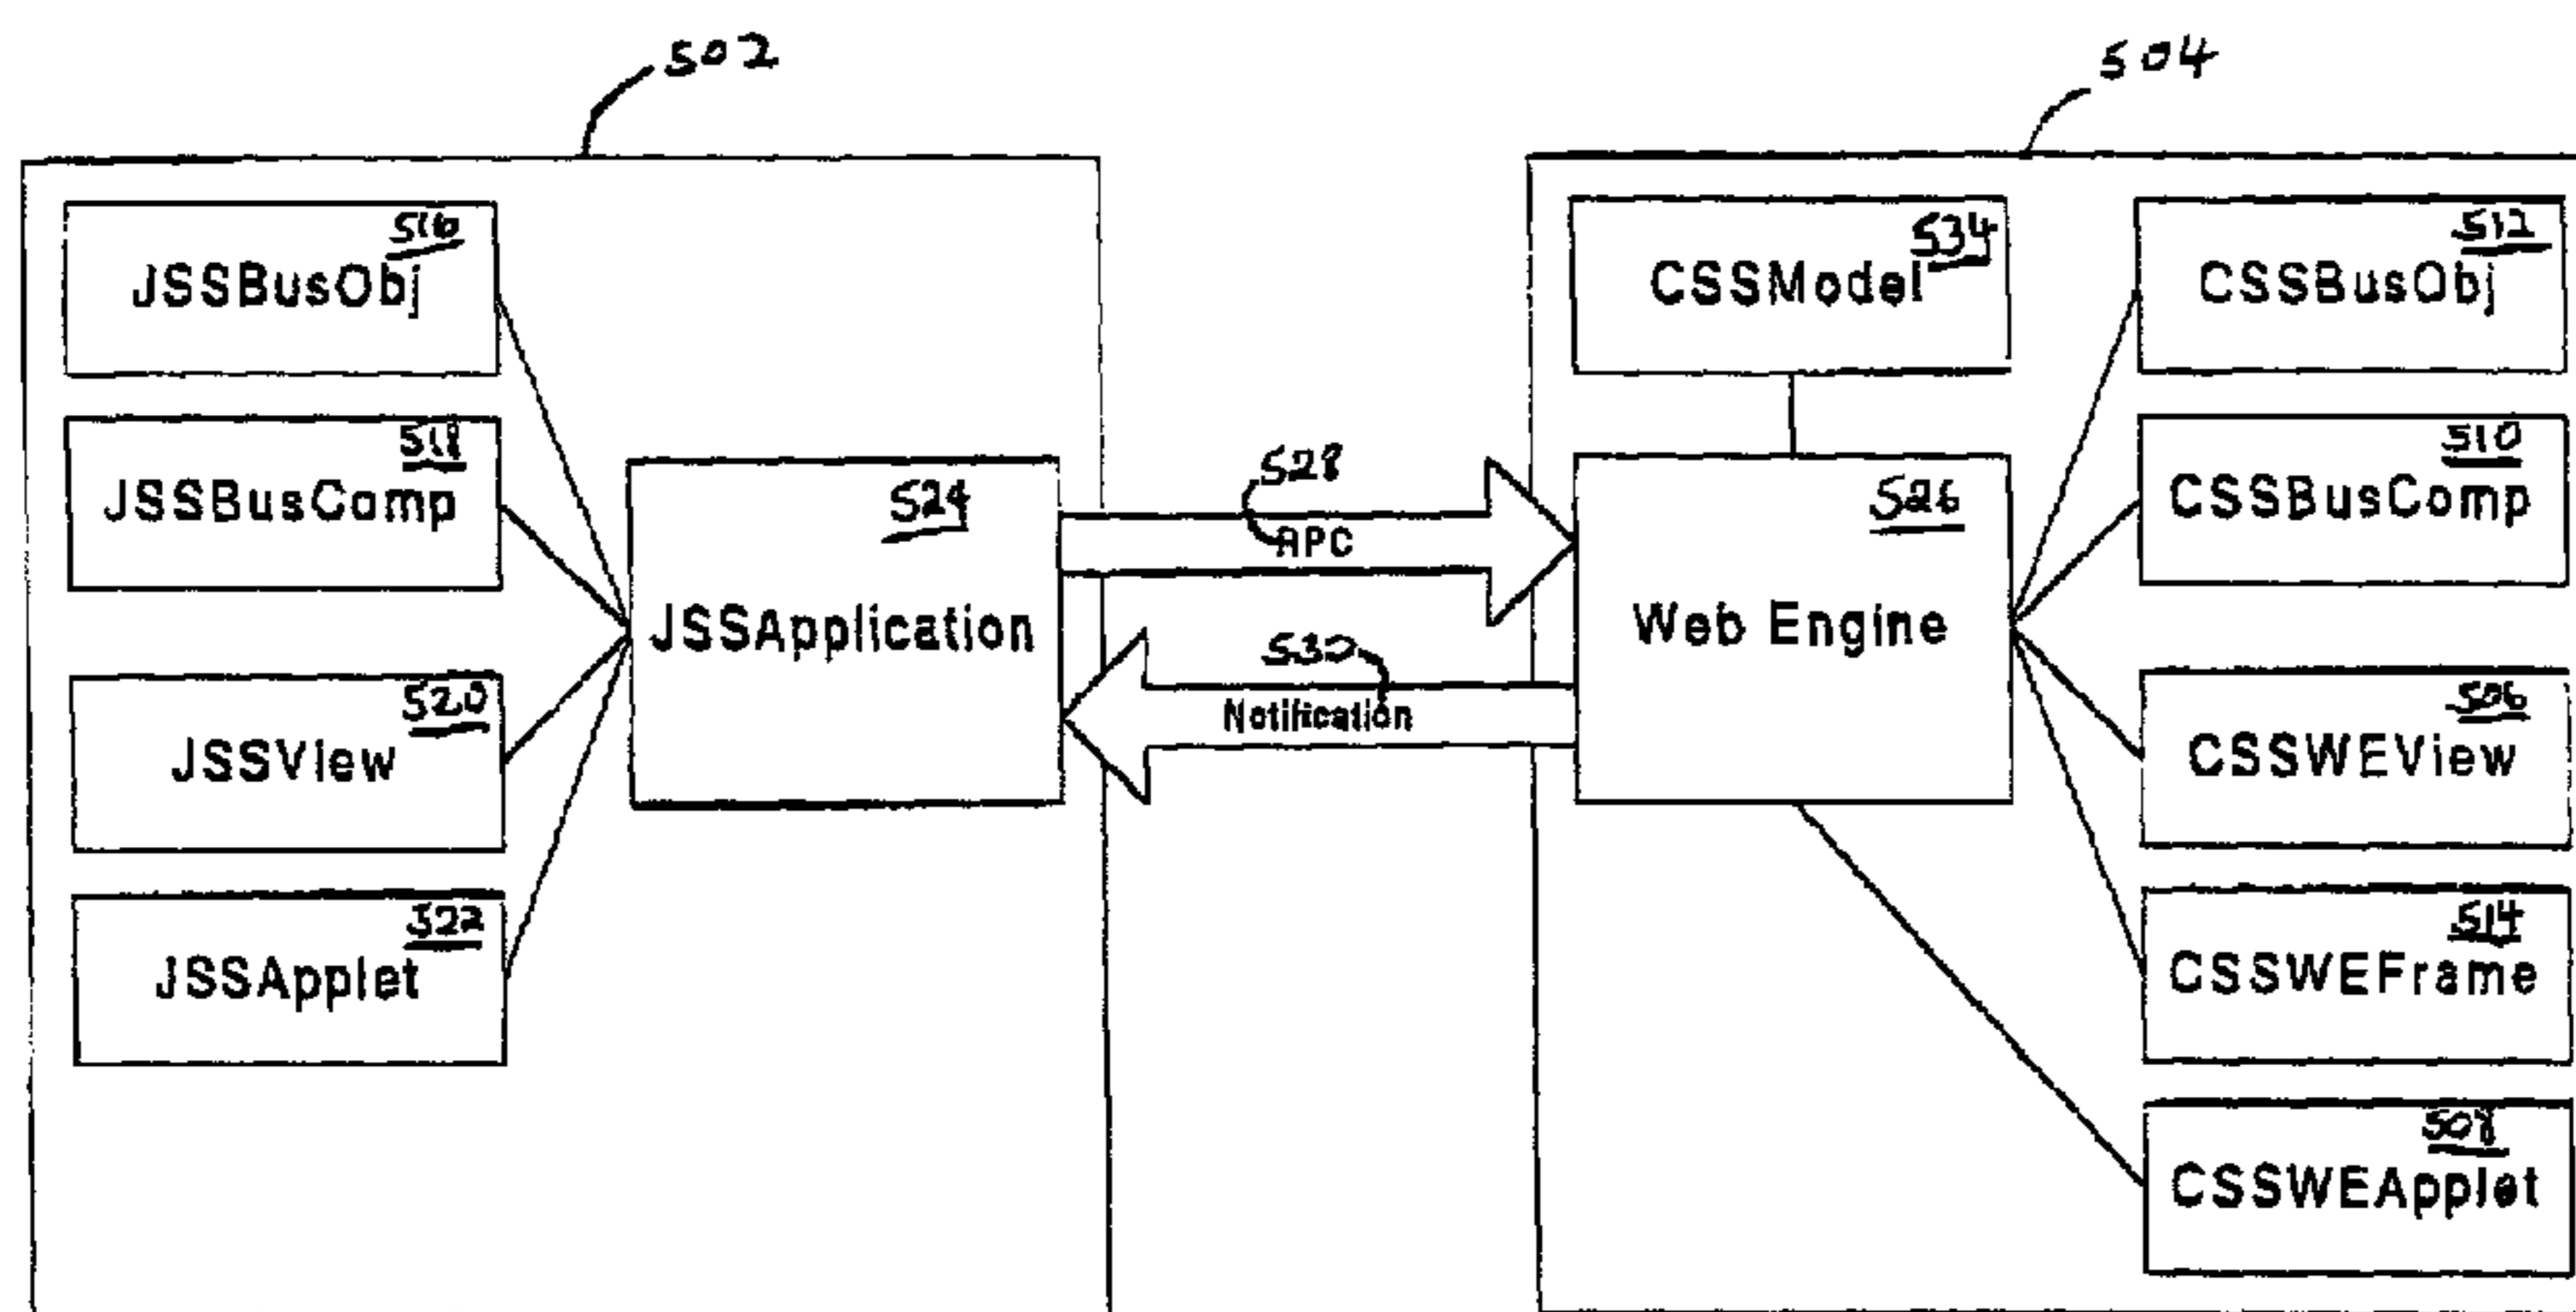 502
504
516
JSSBusObj
518
JSSBusComp
520
JSSView
522
JSSApplet
524
JSSApplication
528
RPC
530
Notification
534
CSSModel
526
Web Engine
512
CSSBusObj
510
CSSBusComp
506
CSSWEView
514
CSSWEFrame
508
CSSWEApplet